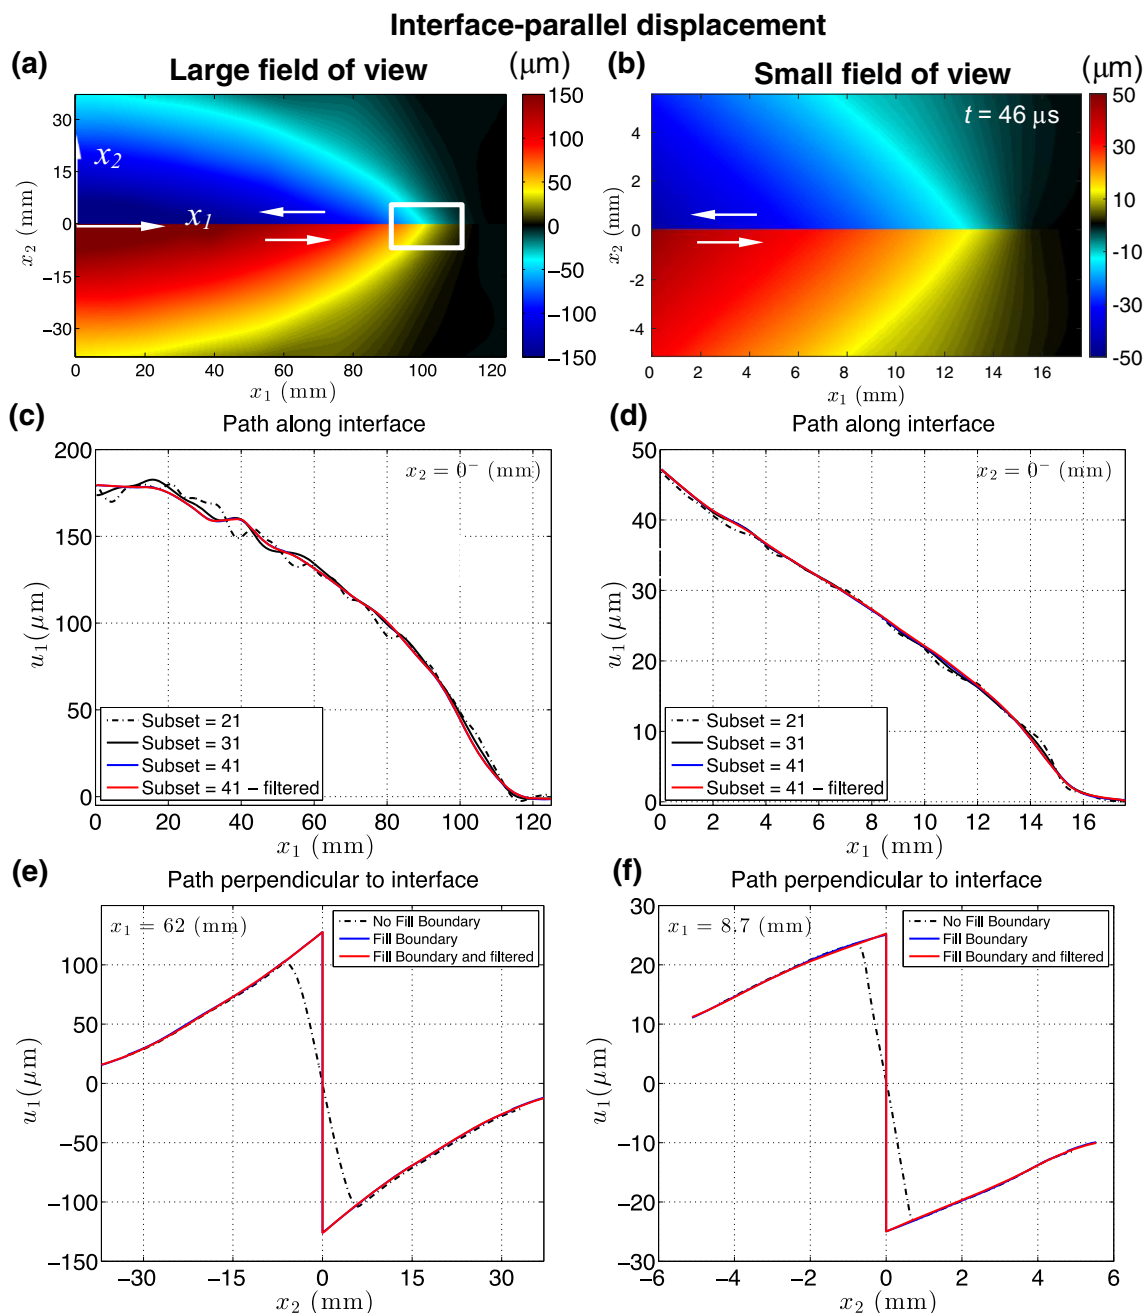 Interface-parallel displacement
(a) Large field of view (μm)
30
15
0
−15
−30
x2 (mm)
x2
x1
0 20 40 60 80 100 120
x1 (mm)
150
100
50
0
−50
−100
−150
(b) Small field of view (μm)
t = 46 μs
4
2
0
-2
-4
x2 (mm)
0 2 4 6 8 10 12 14 16
x1 (mm)
50
30
10
0
-10
-30
-50
(c) Path along interface
x2 = 0− (mm)
200
150
100
50
0
u1(μm)
Subset = 21
Subset = 31
Subset = 41
Subset = 41 − filtered
0 20 40 60 80 100 120
x1 (mm)
(d) Path along interface
x2 = 0− (mm)
50
40
30
20
10
0
u1(μm)
Subset = 21
Subset = 31
Subset = 41
Subset = 41 − filtered
0 2 4 6 8 10 12 14 16
x1 (mm)
(e) Path perpendicular to interface
x1 = 62 (mm)
No Fill Boundary
Fill Boundary
Fill Boundary and filtered
100
50
0
−50
−100
−150
u1(μm)
−30 −15 0 15 30
x2 (mm)
(f) Path perpendicular to interface
x1 = 8.7 (mm)
No Fill Boundary
Fill Boundary
Fill Boundary and filtered
30
20
10
0
−10
−20
−30
u1(μm)
−6 −4 −2 0 2 4 6
x2 (mm)